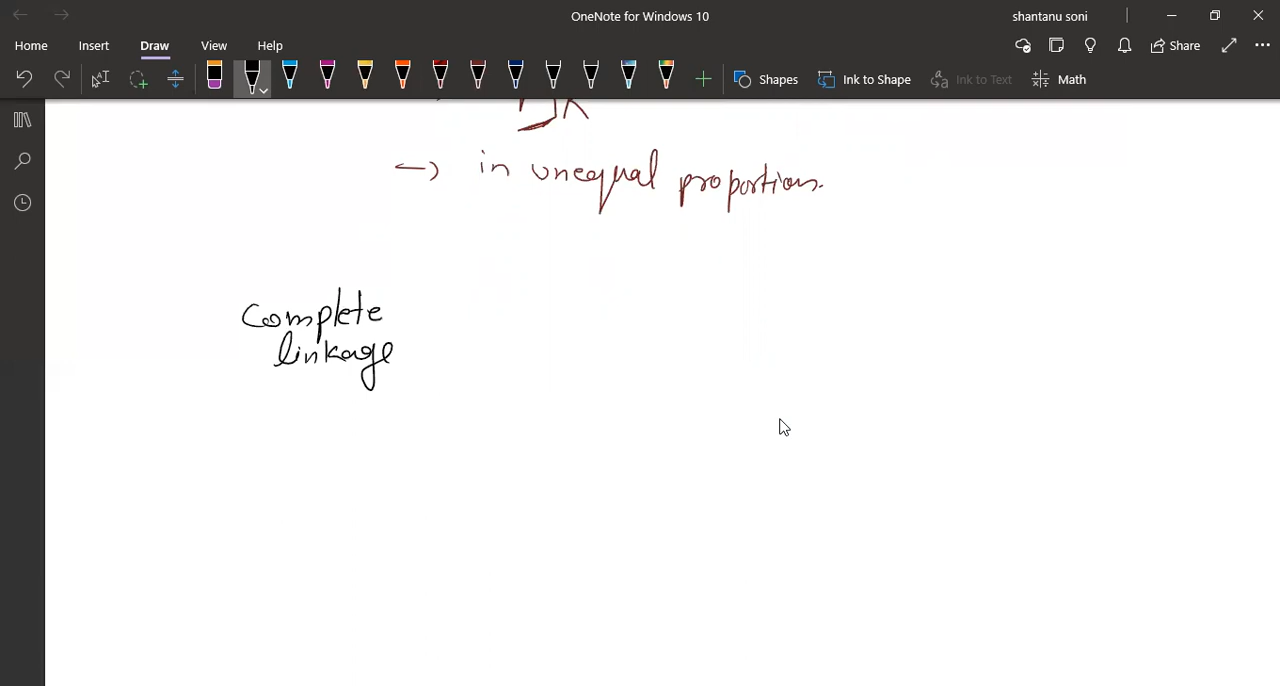 OneNote for Windows 10
shantanu soni
Home Insert Draw View Help
Share
Shapes Ink to Shape Ink to Text Math
in unequal proportions.
complete
linkage